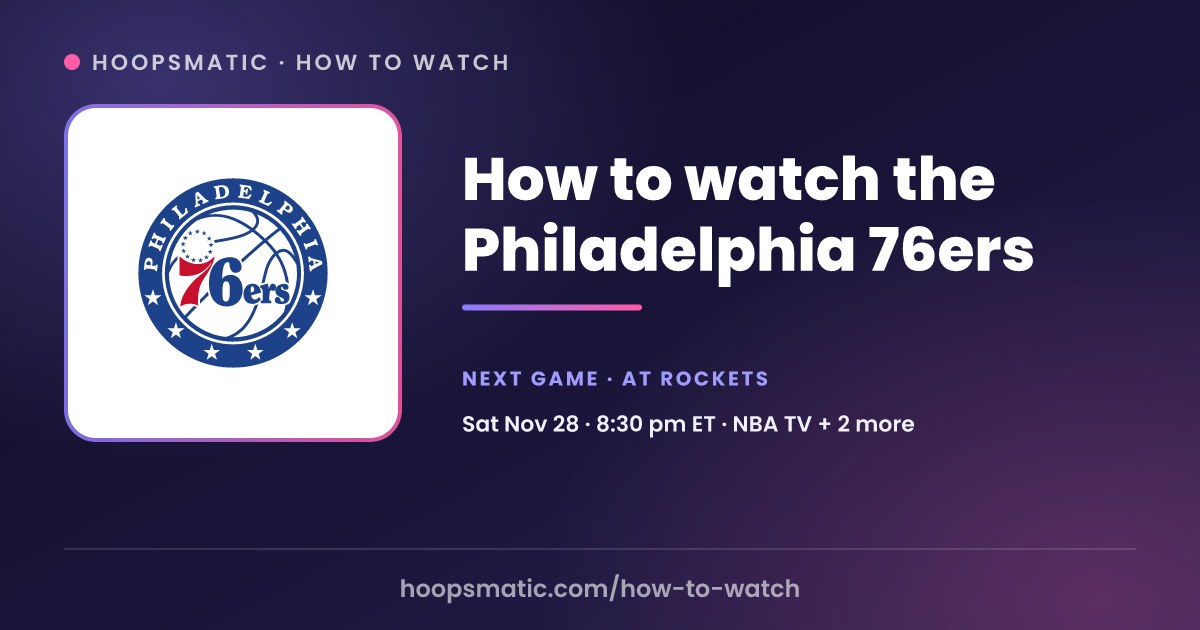 HOOPSMATIC · HOW TO WATCH
PHILADELPHIA
76ers
How to watch the
Philadelphia 76ers
NEXT GAME · AT ROCKETS
Sat Nov 28 · 8:30 pm ET · NBA TV + 2 more
hoopsmatic.com/how-to-watch